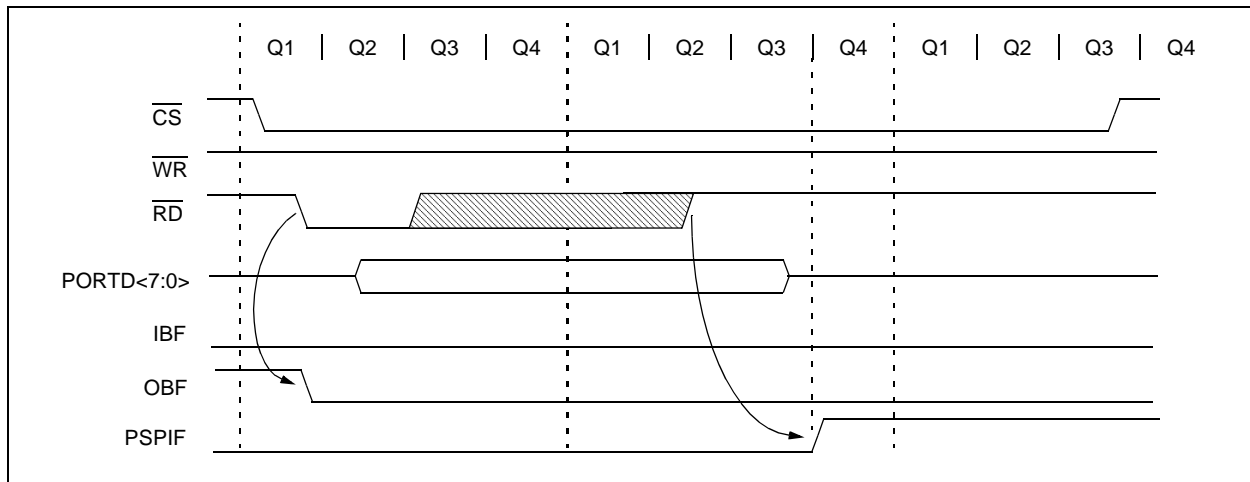 Q1 | Q2 | Q3 | Q4 | Q1 | Q2 | Q3 | Q4 | Q1 | Q2 | Q3 | Q4
CS
WR
RD
PORTD<7:0>
IBF
OBF
PSPIF